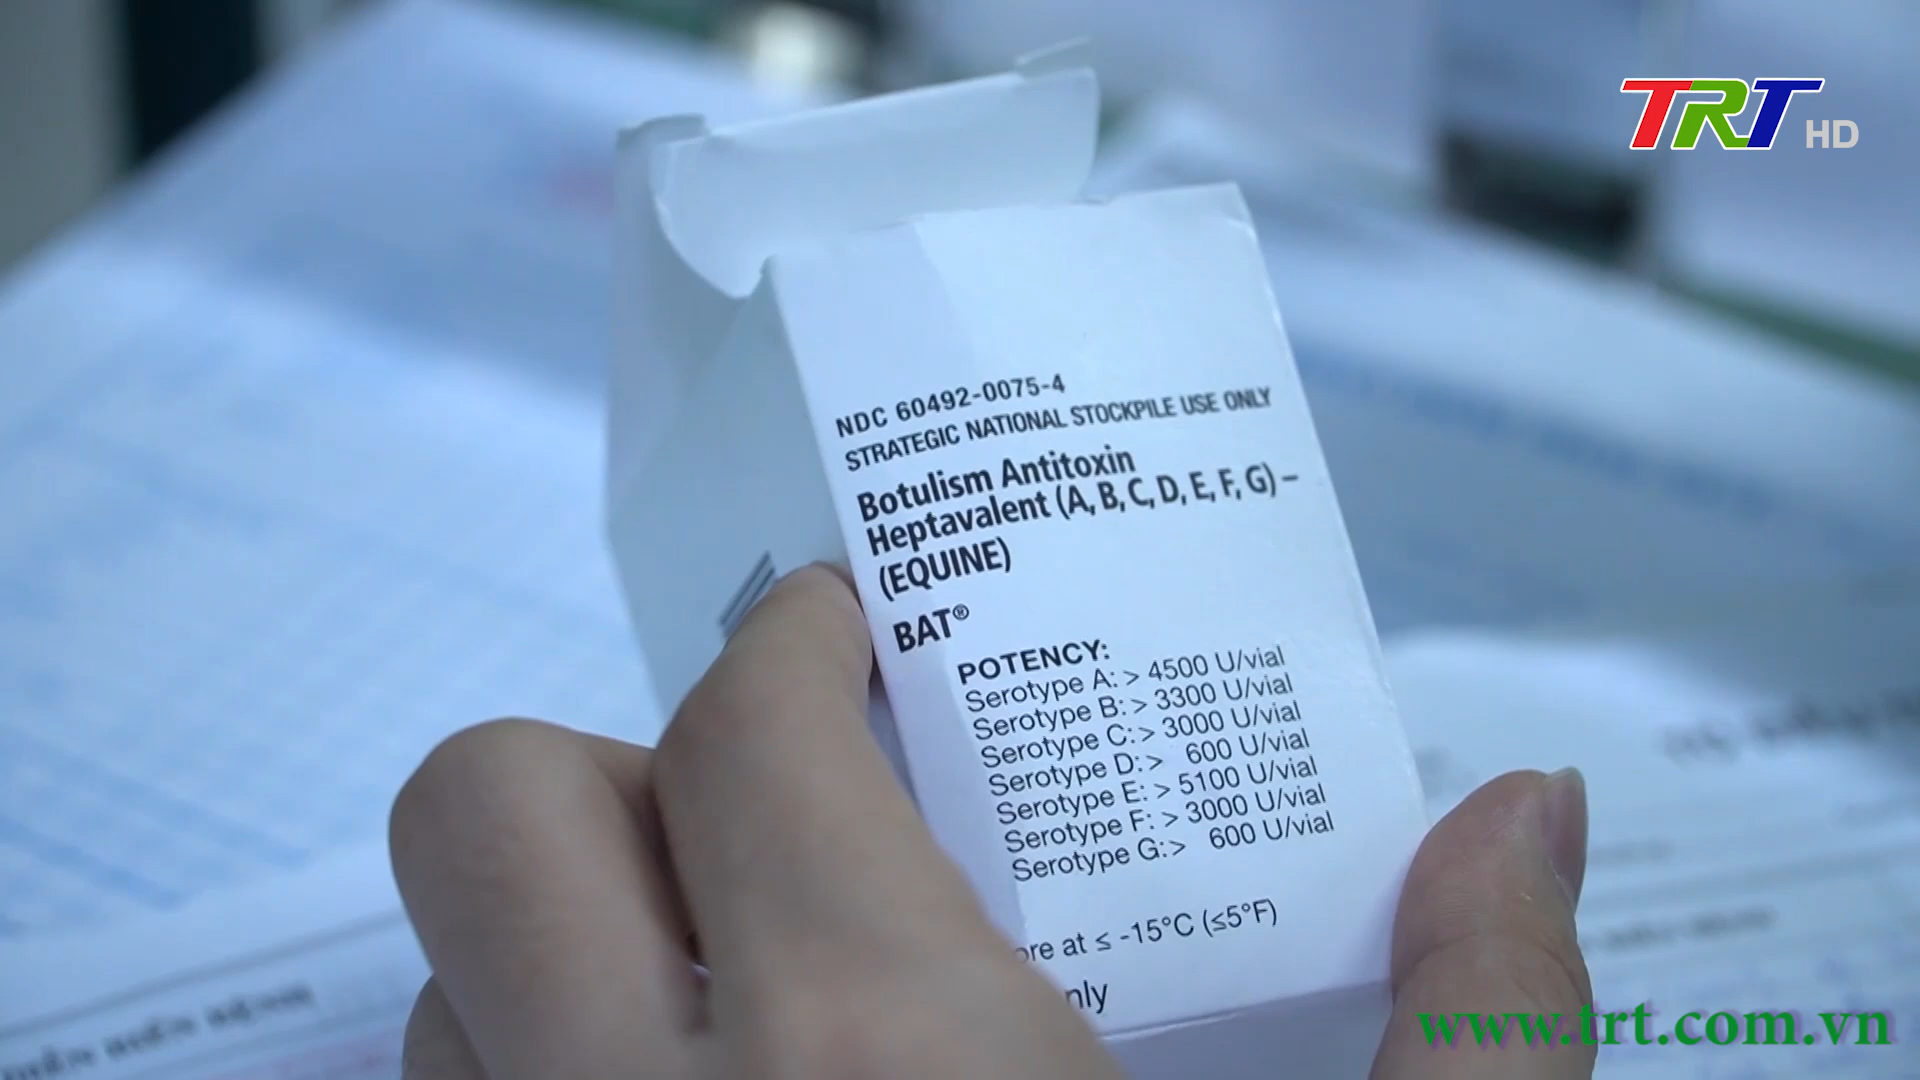 TRT HD
NDC 60492-0075-4
STRATEGIC NATIONAL STOCKPILE USE ONLY
Botulism Antitoxin
Heptavalent (A, B, C, D, E, F, G) –
(EQUINE)
BAT®
POTENCY:
Serotype A: > 4500 U/vial
Serotype B: > 3300 U/vial
Serotype C: > 3000 U/vial
Serotype D: > 600 U/vial
Serotype E: > 5100 U/vial
Serotype F: > 3000 U/vial
Serotype G: > 600 U/vial
ore at ≤ -15°C (≤5°F)
nly
www.trt.com.vn